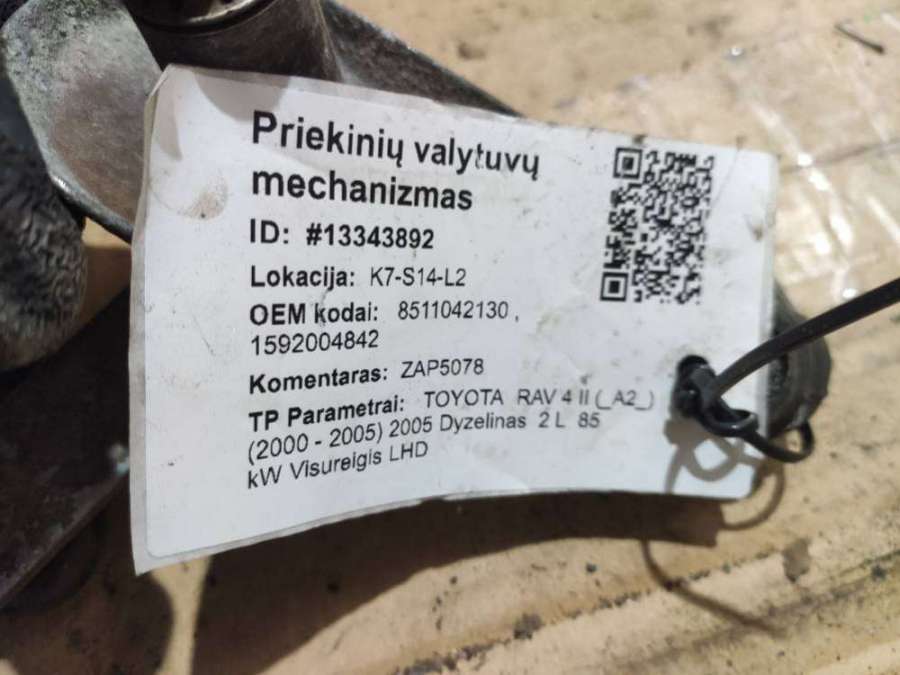 Priekinių valytuvų
mechanizmas
ID: #13343892
Lokacija: K7-S14-L2
OEM kodai: 8511042130 ,
1592004842
Komentaras: ZAP5078
TP Parametrai: TOYOTA RAV 4 II (_A2_)
(2000 - 2005) 2005 Dyzelinas 2 L 85
kW Visureigis LHD